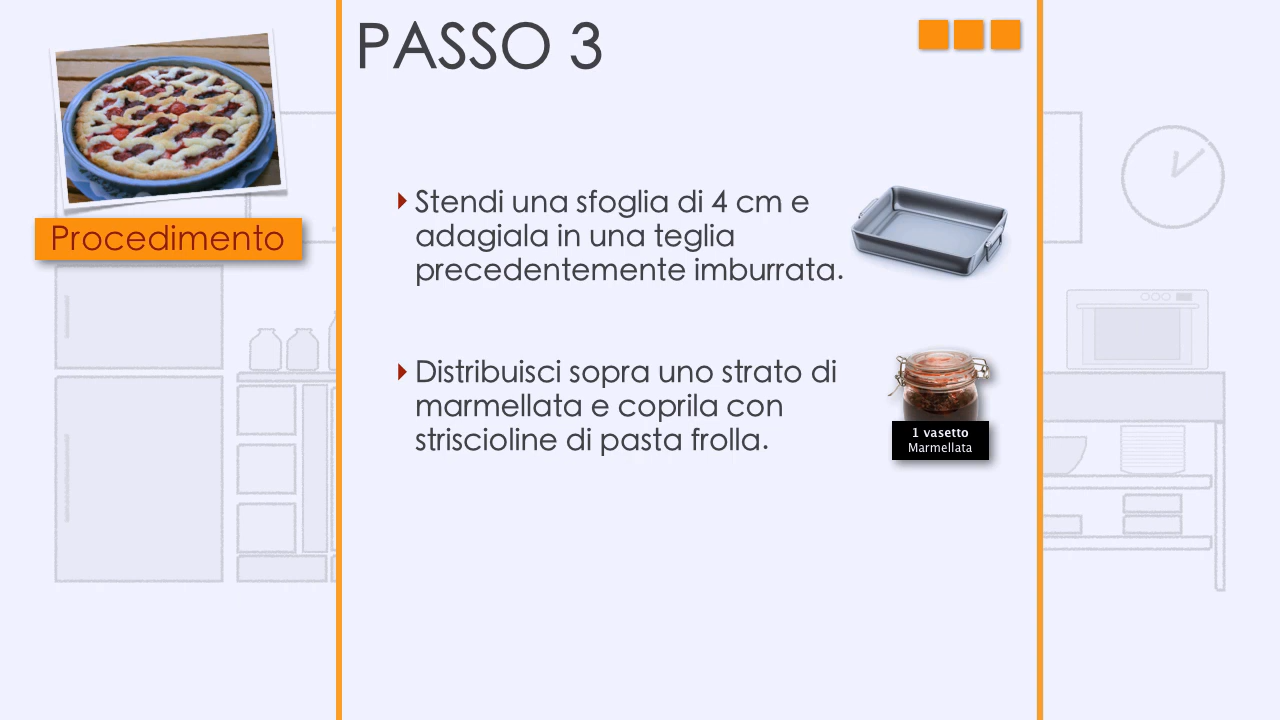 PASSO 3
Procedimento
Stendi una sfoglia di 4 cm e
adagiala in una teglia
precedentemente imburrata.
Distribuisci sopra uno strato di
marmellata e coprila con
striscioline di pasta frolla.
1 vasetto
Marmellata